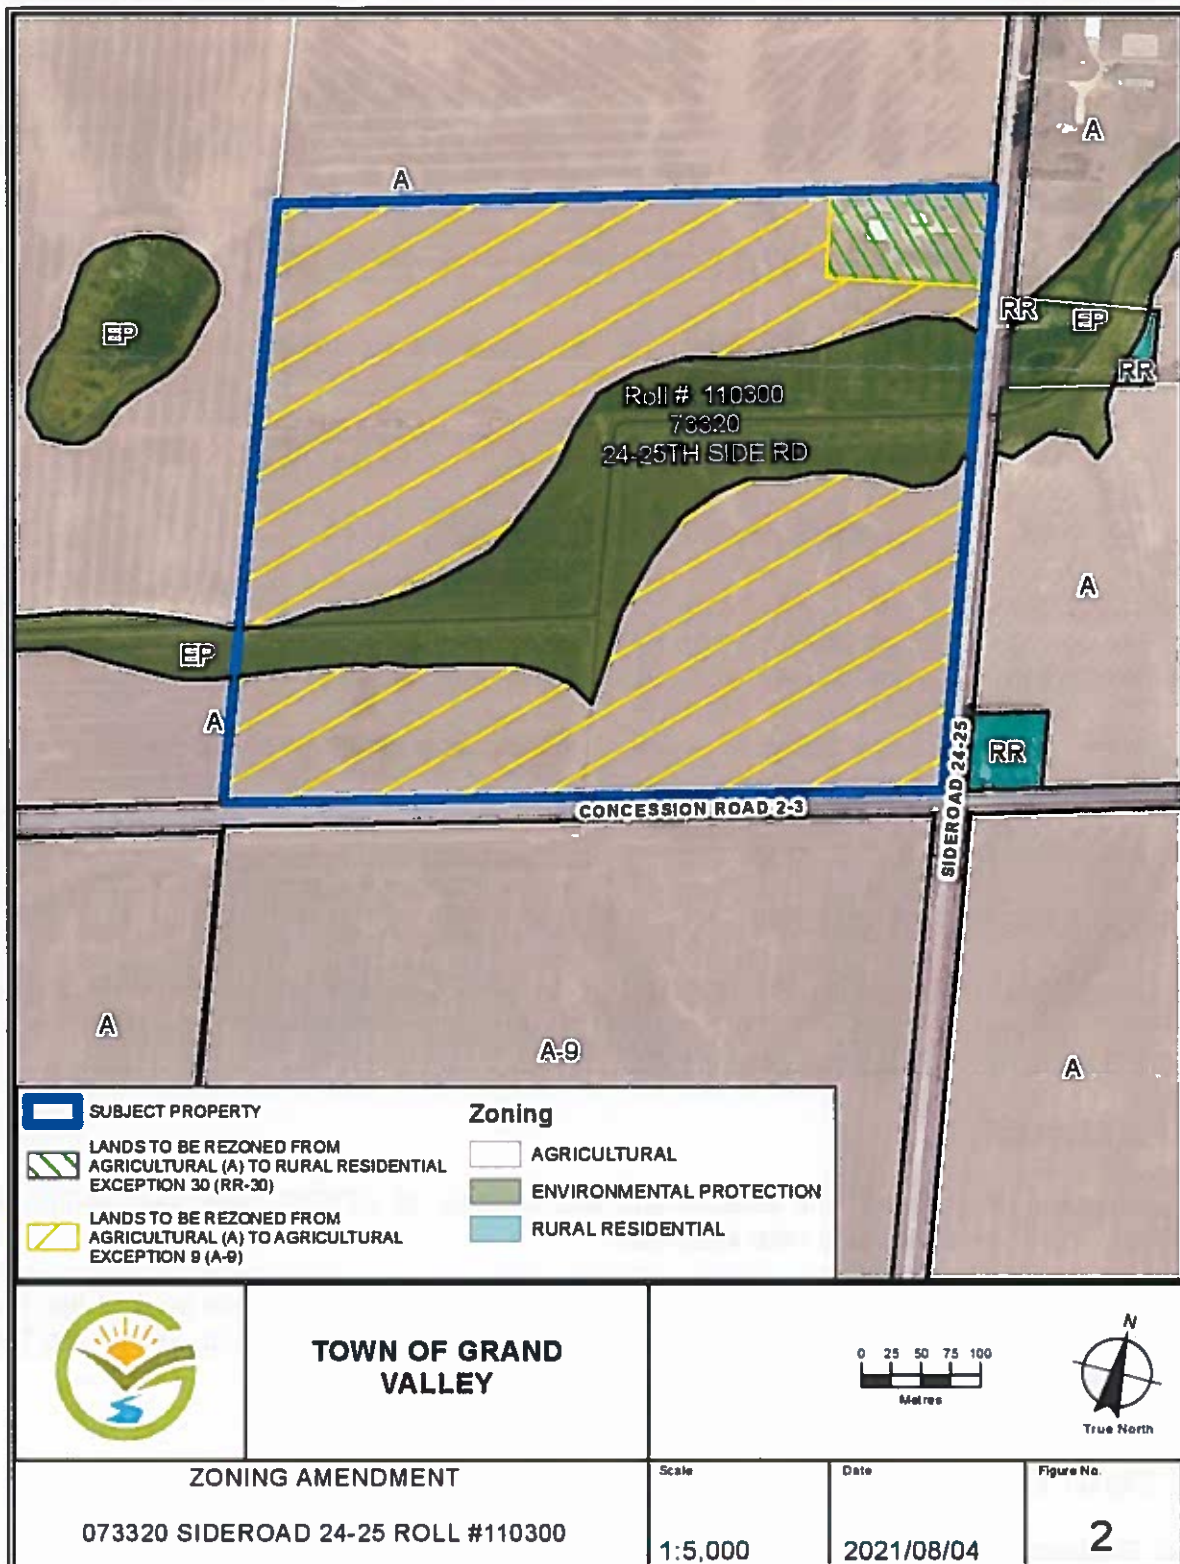 A
A
EP
RR
EP
RR
Roll # 110300
73320
24-25TH SIDE RD
A
EP
A
RR
SIDEROAD 24-25
CONCESSION ROAD 2-3
A
A-9
A
SUBJECT PROPERTY
LANDS TO BE REZONED FROM
AGRICULTURAL (A) TO RURAL RESIDENTIAL
EXCEPTION 30 (RR-30)
LANDS TO BE REZONED FROM
AGRICULTURAL (A) TO AGRICULTURAL
EXCEPTION 9 (A-9)
Zoning
AGRICULTURAL
ENVIRONMENTAL PROTECTION
RURAL RESIDENTIAL
TOWN OF GRAND
VALLEY
0 25 50 75 100
Metres
N
True North
ZONING AMENDMENT
073320 SIDEROAD 24-25 ROLL #110300
Scale
1:5,000
Date
2021/08/04
Figure No.
2